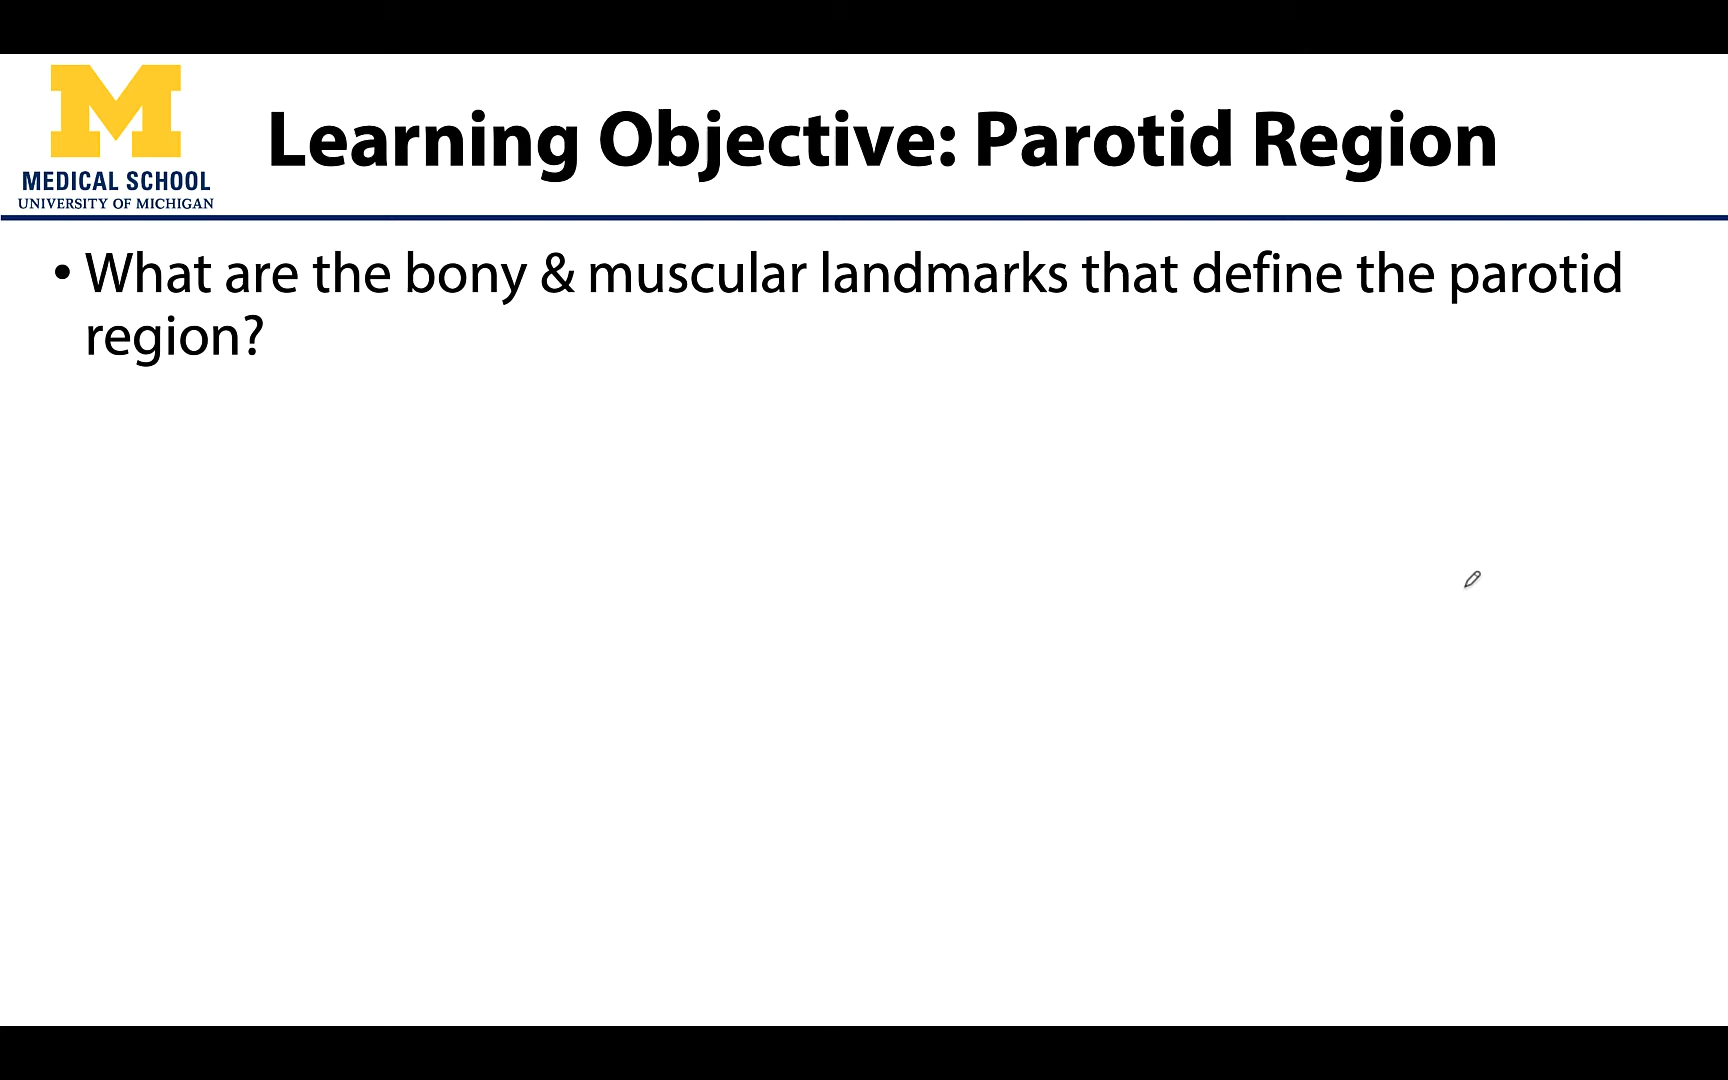 M
MEDICAL SCHOOL
UNIVERSITY OF MICHIGAN
Learning Objective: Parotid Region
• What are the bony & muscular landmarks that define the parotid
region?